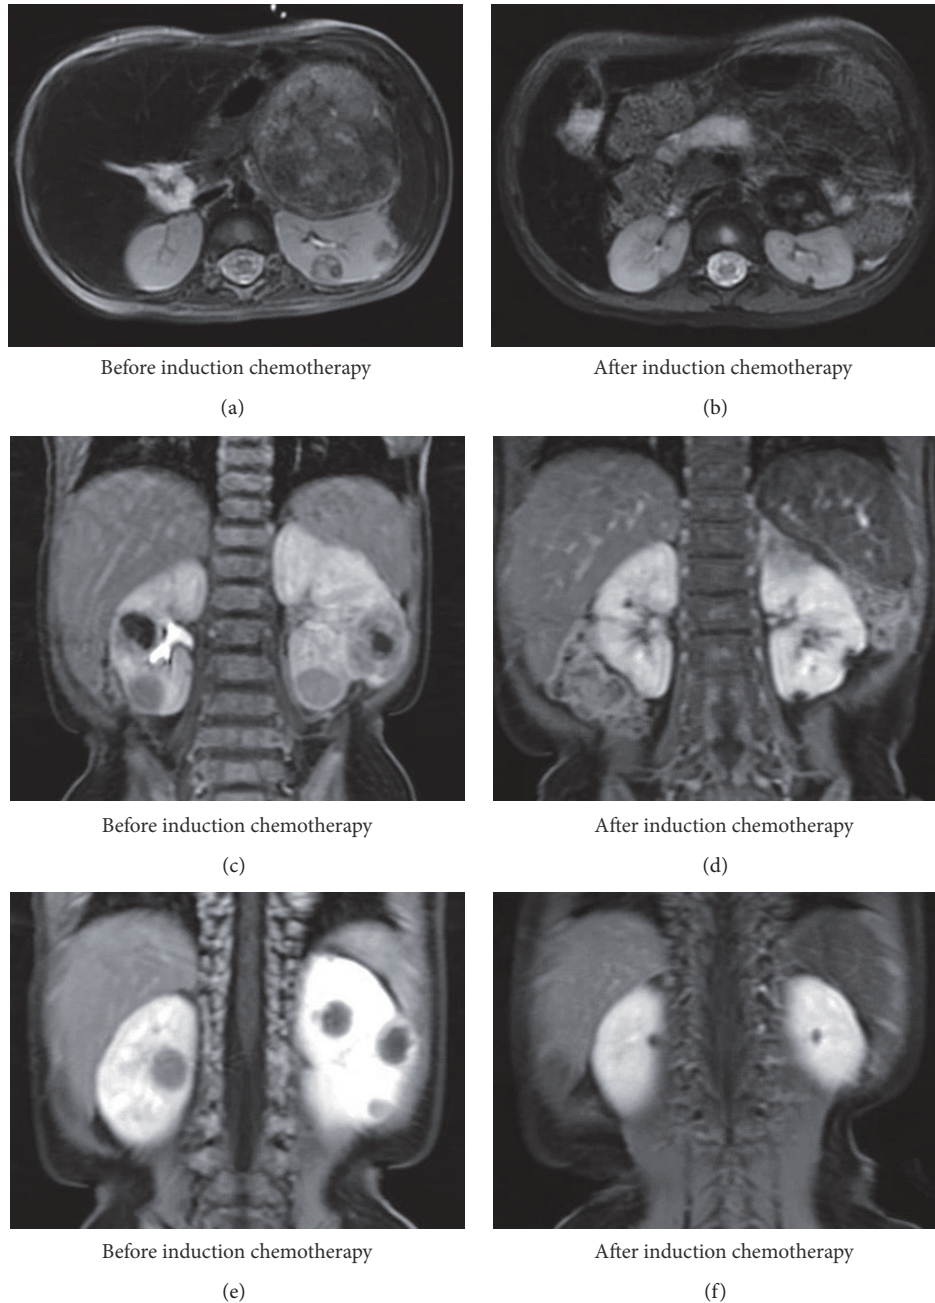 Before induction chemotherapy
After induction chemotherapy
(a)
(b)
Before induction chemotherapy
After induction chemotherapy
(c)
(d)
Before induction chemotherapy
After induction chemotherapy
(e)
(f)